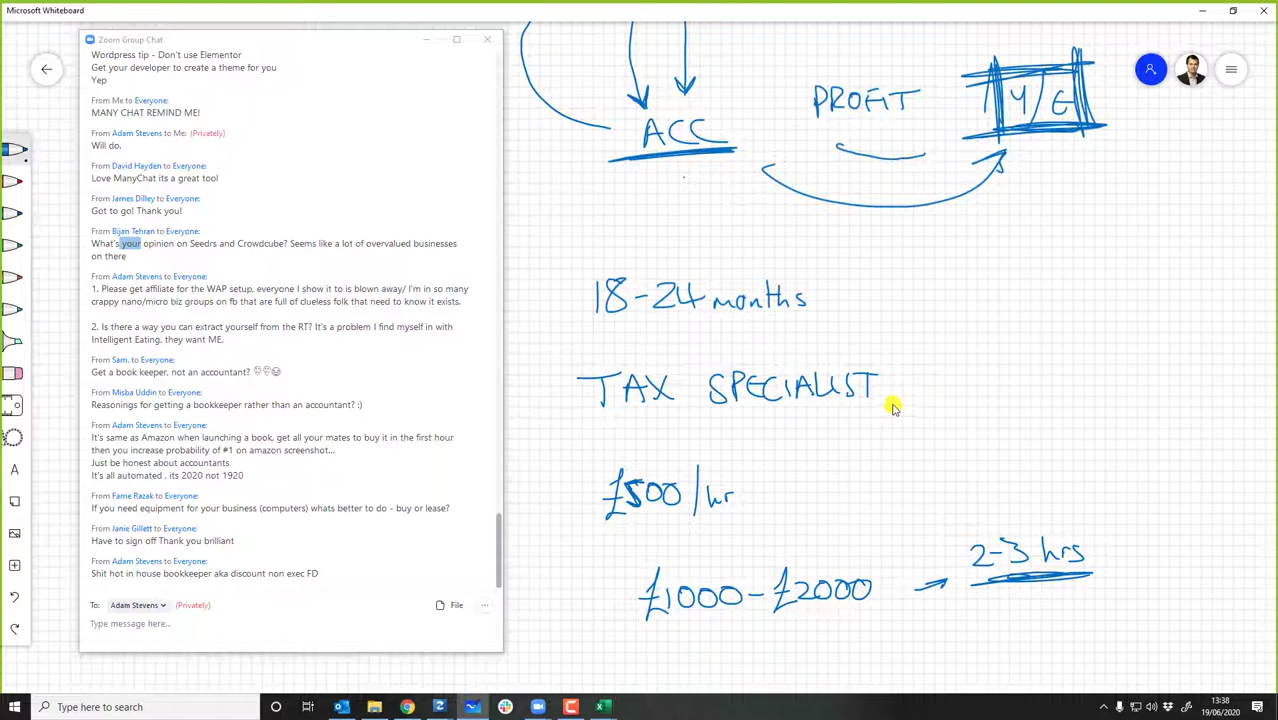 Microsoft Whiteboard
Zoom Group Chat
Wordpress tip - Don't use Elementor
Get your developer to create a theme for you
Yep
From Me to Everyone:
MANY CHAT REMIND ME!
From Adam Stevens to Me: (Privately)
Will do.
From David Hayden to Everyone:
Love ManyChat its a great tool
From James Dilley to Everyone:
Got to go! Thank you!
From Bijan Tehran to Everyone:
What's your opinion on Seedrs and Crowdcube? Seems like a lot of overvalued businesses
on there
From Adam Stevens to Everyone:
1. Please get affiliate for the WAP setup, everyone I show it to is blown away/ I'm in so many
crappy nano/micro biz groups on fb that are full of clueless folk that need to know it exists.
2. Is there a way you can extract yourself from the RT? It's a problem I find myself in with
Intelligent Eating, they want ME.
From Sam. to Everyone:
Get a book keeper. not an accountant?
From Misba Uddin to Everyone:
Reasonings for getting a bookkeeper rather than an accountant? :)
From Adam Stevens to Everyone:
It's same as Amazon when launching a book, get all your mates to buy it in the first hour
then you increase probability of #1 on amazon screenshot...
Just be honest about accountants
It's all automated , its 2020 not 1920
From Fame Razak to Everyone:
If you need equipment for your business (computers) whats better to do - buy or lease?
From Janie Gillett to Everyone:
Have to sign off Thank you brilliant
From Adam Stevens to Everyone:
Shit hot in house bookkeeper aka discount non exec FD
To: Adam Stevens (Privately)
File
Type message here...
ACC
PROFIT
Y/E
18-24 months
TAX SPECIALIST
£500/hr
£1000-£2000
2-3 hrs
Type here to search
13:38
19/06/2020